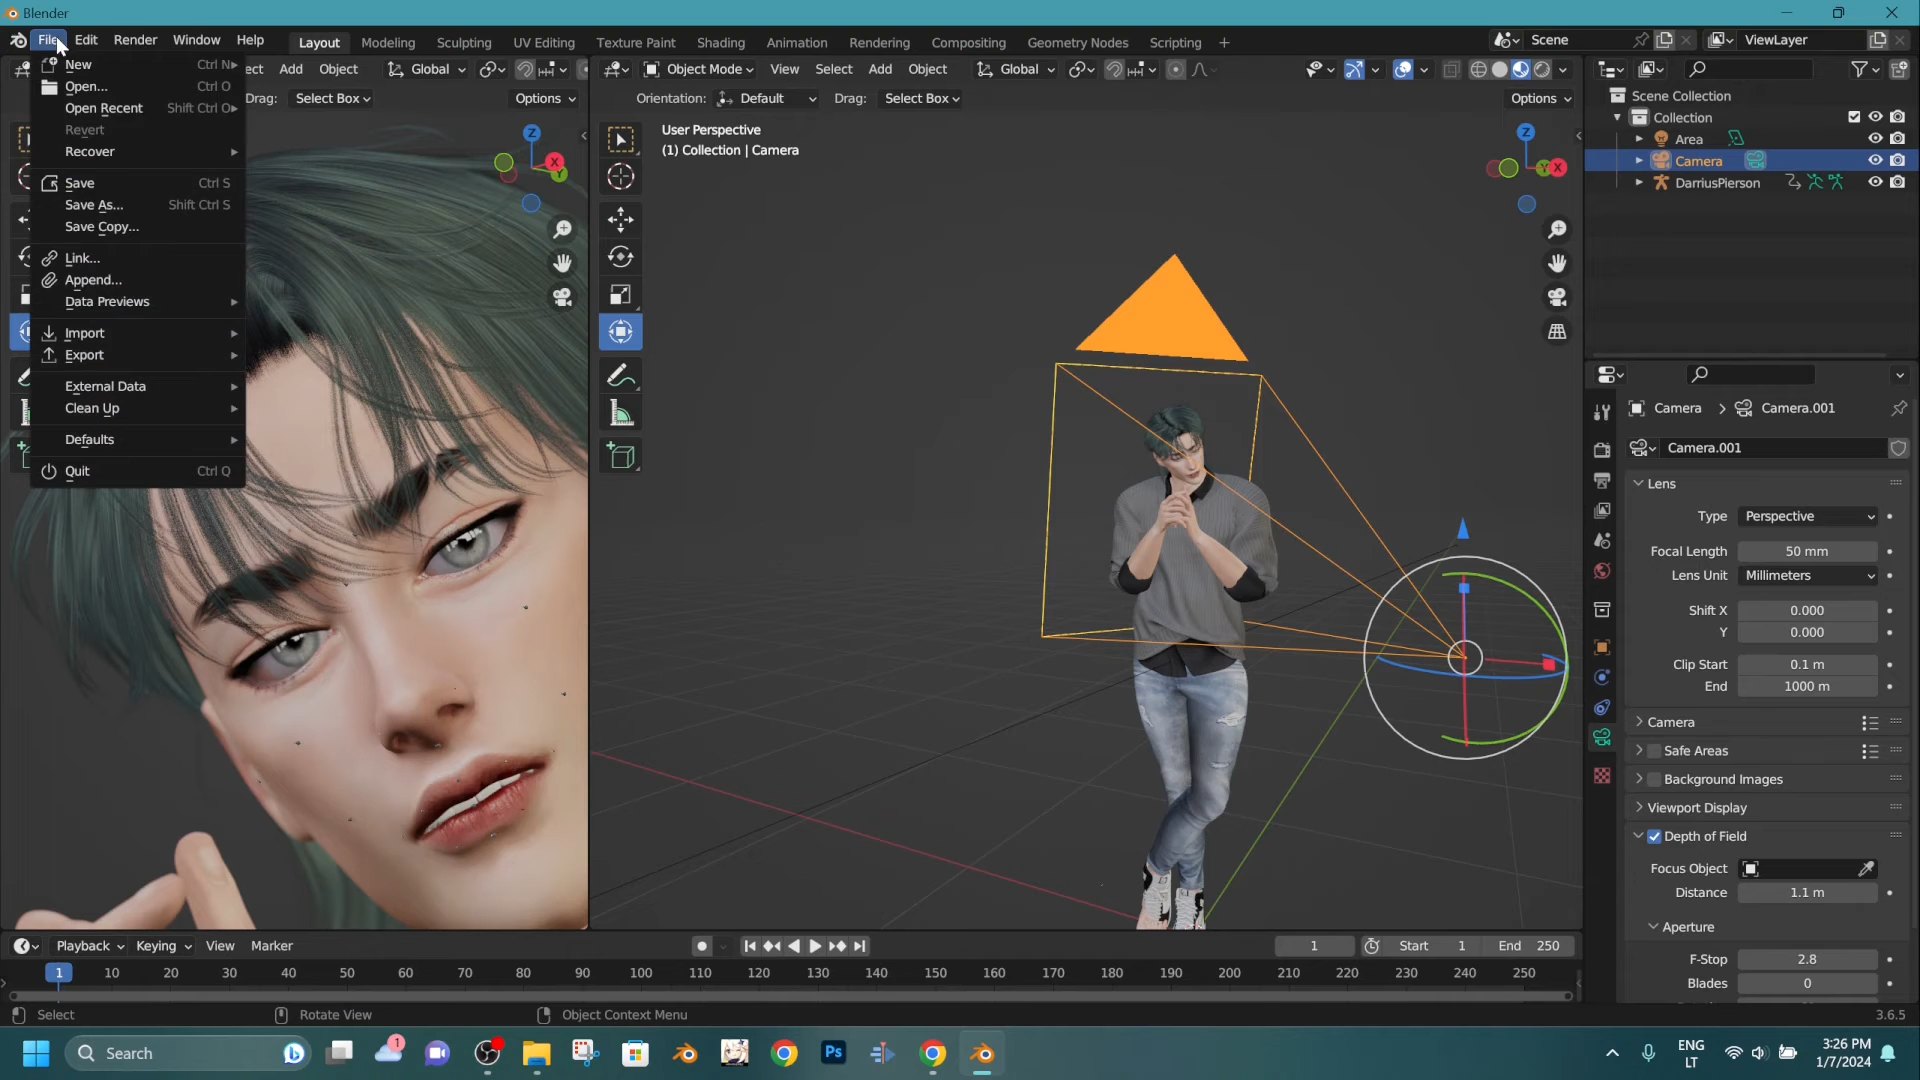 Blender
File Edit Render Window Help Layout Modeling Sculpting UV Editing Texture Paint Shading Animation Rendering Compositing Geometry Nodes Scripting + Scene ViewLayer
New Ctrl N
Open... Ctrl O
Open Recent Shift Ctrl O
Revert
Recover
Save Ctrl S
Save As... Shift Ctrl S
Save Copy...
Link...
Append...
Data Previews
Import
Export
External Data
Clean Up
Defaults
Quit Ctrl Q
ect Add Object Global
Drag: Select Box Options
Z
X
Y
Object Mode View Select Add Object Global
Orientation: Default Drag: Select Box Options
User Perspective
(1) Collection | Camera
Z
Y
X
Scene Collection
Collection
Area
Camera
DarriusPierson
Camera Camera.001
Camera.001
Lens
Type Perspective
Focal Length 50 mm
Lens Unit Millimeters
Shift X 0.000
Y 0.000
Clip Start 0.1 m
End 1000 m
Camera
Safe Areas
Background Images
Viewport Display
Depth of Field
Focus Object
Distance 1.1 m
Aperture
F-Stop 2.8
Blades 0
Playback Keying View Marker 1 Start 1 End 250
1 10 20 30 40 50 60 70 80 90 100 110 120 130 140 150 160 170 180 190 200 210 220 230 240 250
Select Rotate View Object Context Menu 3.6.5
Search 1 Ps ENG 3:26 PM
LT 1/7/2024